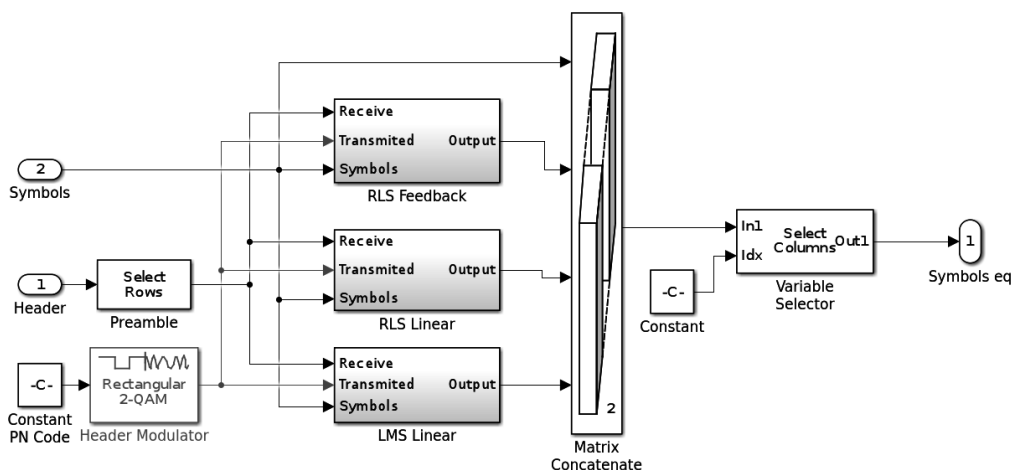 2
Symbols
1
Header
Select
Rows
Preamble
-C-
Constant
PN Code
Rectangular
2-QAM
Header Modulator
Receive
Transmited
Symbols
Output
RLS Feedback
Receive
Transmited
Symbols
Output
RLS Linear
Receive
Transmited
Symbols
Output
LMS Linear
2
Matrix
Concatenate
-C-
Constant
In1
Idx
Select
Columns
Out1
Variable
Selector
1
Symbols eq